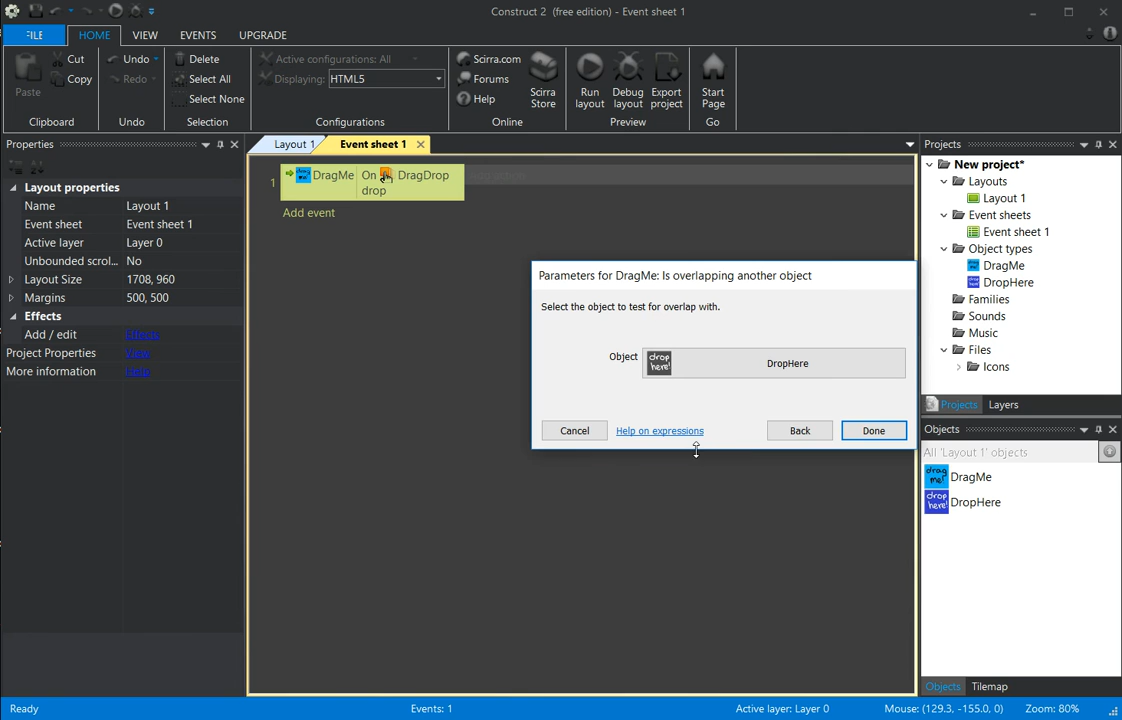 Construct 2 (free edition) - Event sheet 1
FILE HOME VIEW EVENTS UPGRADE
Paste
Cut
Copy
Clipboard
Undo
Redo
Undo
Delete
Select All
Select None
Selection
Active configurations: All
Displaying: HTML5
Configurations
Scirra.com
Forums
Help
Scirra Store
Online
Run layout
Debug layout
Export project
Preview
Start Page
Go
Properties
Layout properties
Name Layout 1
Event sheet Event sheet 1
Active layer Layer 0
Unbounded scrol... No
Layout Size 1708, 960
Margins 500, 500
Effects
Add / edit Effects
Project Properties View
More information Help
Layout 1
Event sheet 1
1
DragMe
On DragDrop
drop
Add event
Parameters for DragMe: Is overlapping another object
Select the object to test for overlap with.
Object
drop here!
DropHere
Cancel
Help on expressions
Back
Done
Projects
New project*
Layouts
Layout 1
Event sheets
Event sheet 1
Object types
DragMe
DropHere
Families
Sounds
Music
Files
Icons
Projects Layers
Objects
All 'Layout 1' objects
drag me! DragMe
drop here! DropHere
Objects Tilemap
Ready
Events: 1
Active layer: Layer 0
Mouse: (129.3, -155.0, 0)
Zoom: 80%